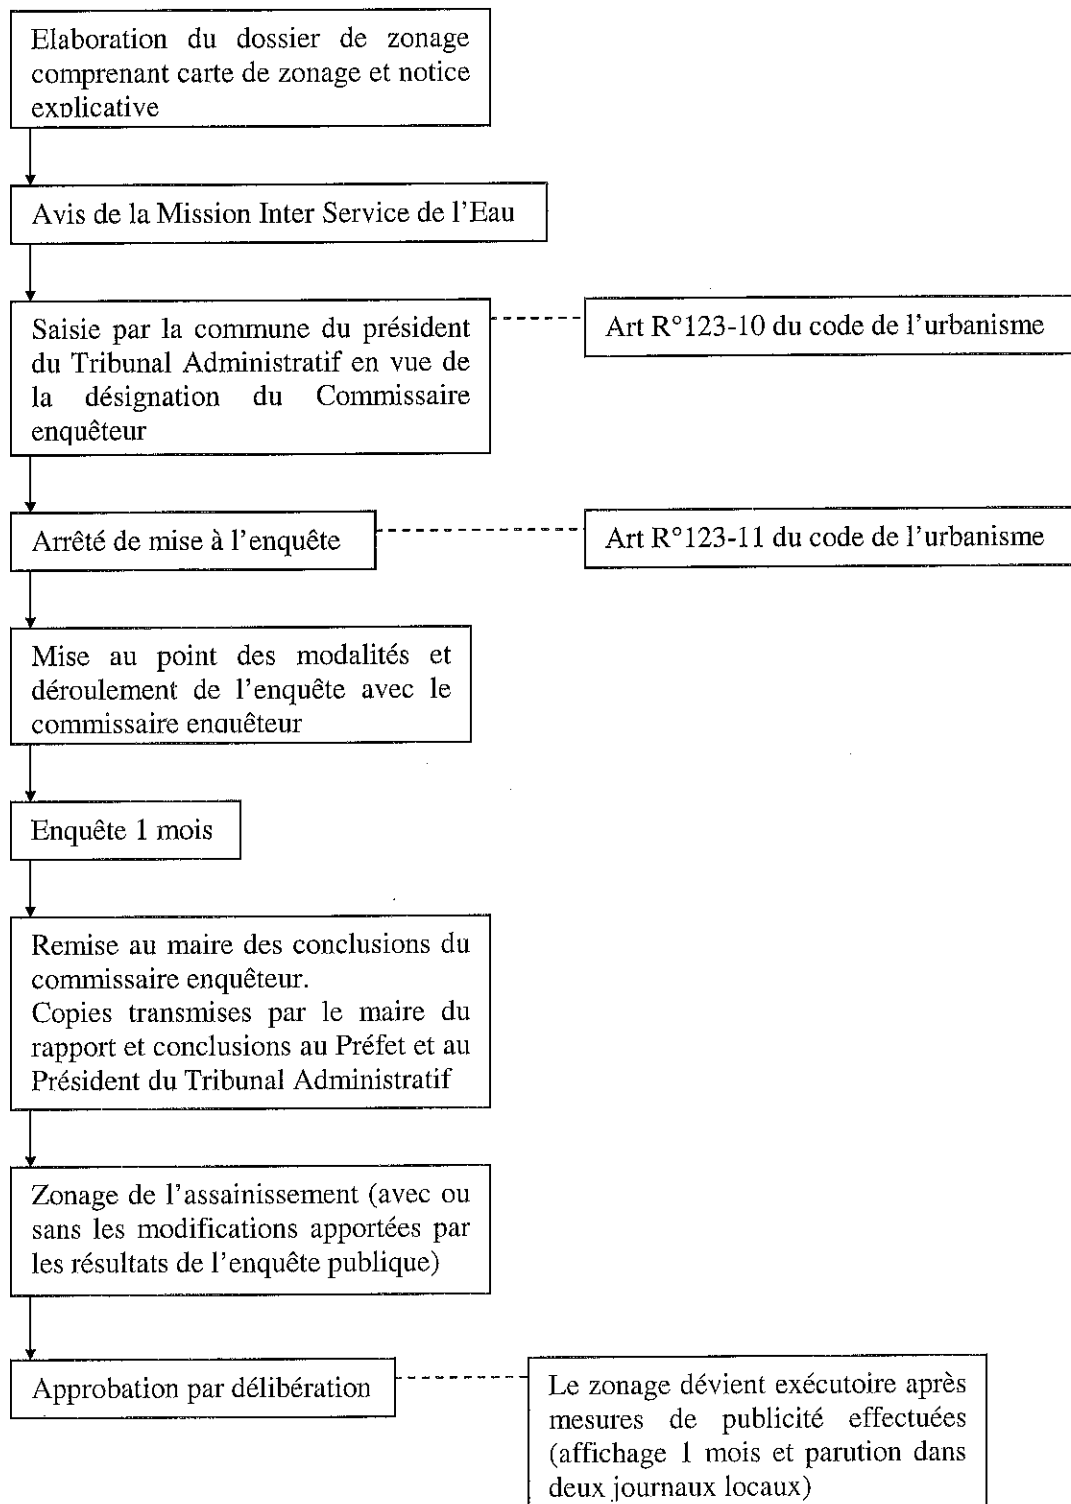 Elaboration du dossier de zonage
comprenant carte de zonage et notice
explicative
Avis de la Mission Inter Service de l'Eau
Saisie par la commune du président
du Tribunal Administratif en vue de
la désignation du Commissaire
enquêteur
Art R°123-10 du code de l'urbanisme
Arrêté de mise à l'enquête
Art R°123-11 du code de l'urbanisme
Mise au point des modalités et
déroulement de l'enquête avec le
commissaire enquêteur
Enquête 1 mois
Remise au maire des conclusions du
commissaire enquêteur.
Copies transmises par le maire du
rapport et conclusions au Préfet et au
Président du Tribunal Administratif
Zonage de l'assainissement (avec ou
sans les modifications apportées par
les résultats de l'enquête publique)
Approbation par délibération
Le zonage dévient exécutoire après
mesures de publicité effectuées
(affichage 1 mois et parution dans
deux journaux locaux)